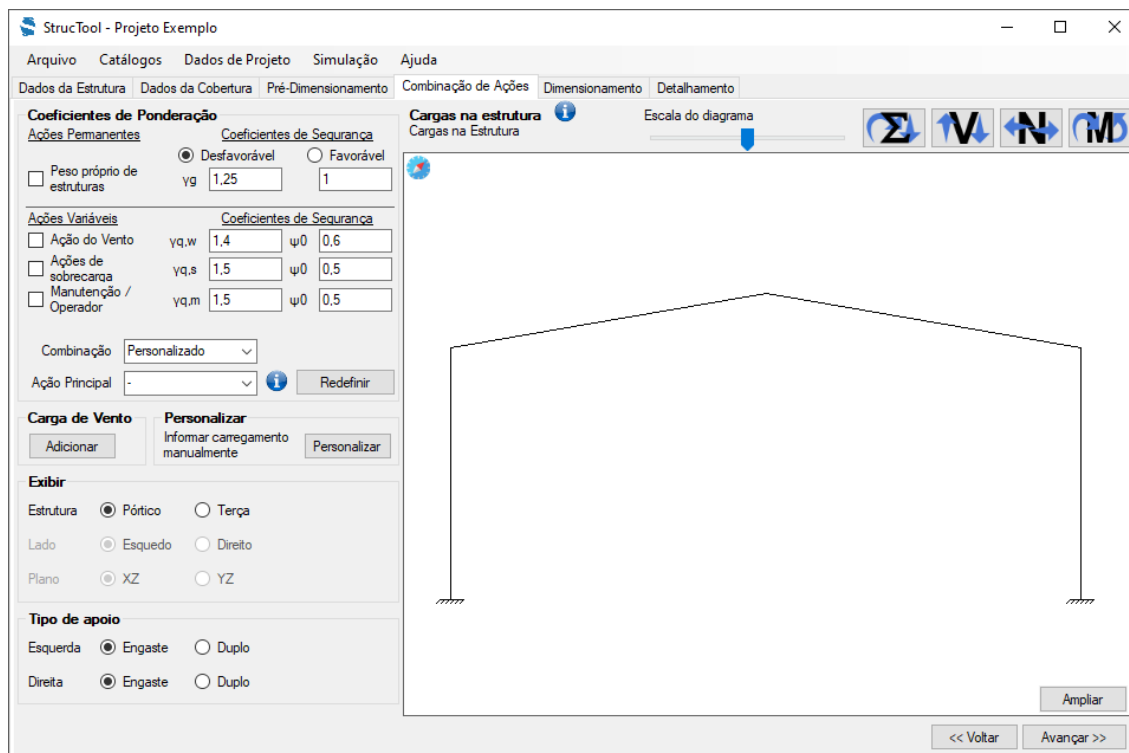 StrucTool - Projeto Exemplo
Arquivo Catálogos Dados de Projeto Simulação Ajuda
Dados da Estrutura Dados da Cobertura Pré-Dimensionamento Combinação de Ações Dimensionamento Detalhamento
Coeficientes de Ponderação
Ações Permanentes Coeficientes de Segurança
Desfavorável Favorável
Peso próprio de
estruturas
γg 1,25 1
Ações Variáveis Coeficientes de Segurança
Ação do Vento γq,w 1,4 ψ0 0,6
Ações de
sobrecarga
γq,s 1,5 ψ0 0,5
Manutenção /
Operador
γq,m 1,5 ψ0 0,5
Combinação Personalizado
Ação Principal - Redefinir
Carga de Vento
Adicionar
Personalizar
Informar carregamento
manualmente
Personalizar
Exibir
Estrutura Pórtico Terça
Lado Esquedo Direito
Plano XZ YZ
Tipo de apoio
Esquerda Engaste Duplo
Direita Engaste Duplo
Cargas na estrutura
Cargas na Estrutura
Escala do diagrama
Σ V N M
Ampliar
<< Voltar Avançar >>